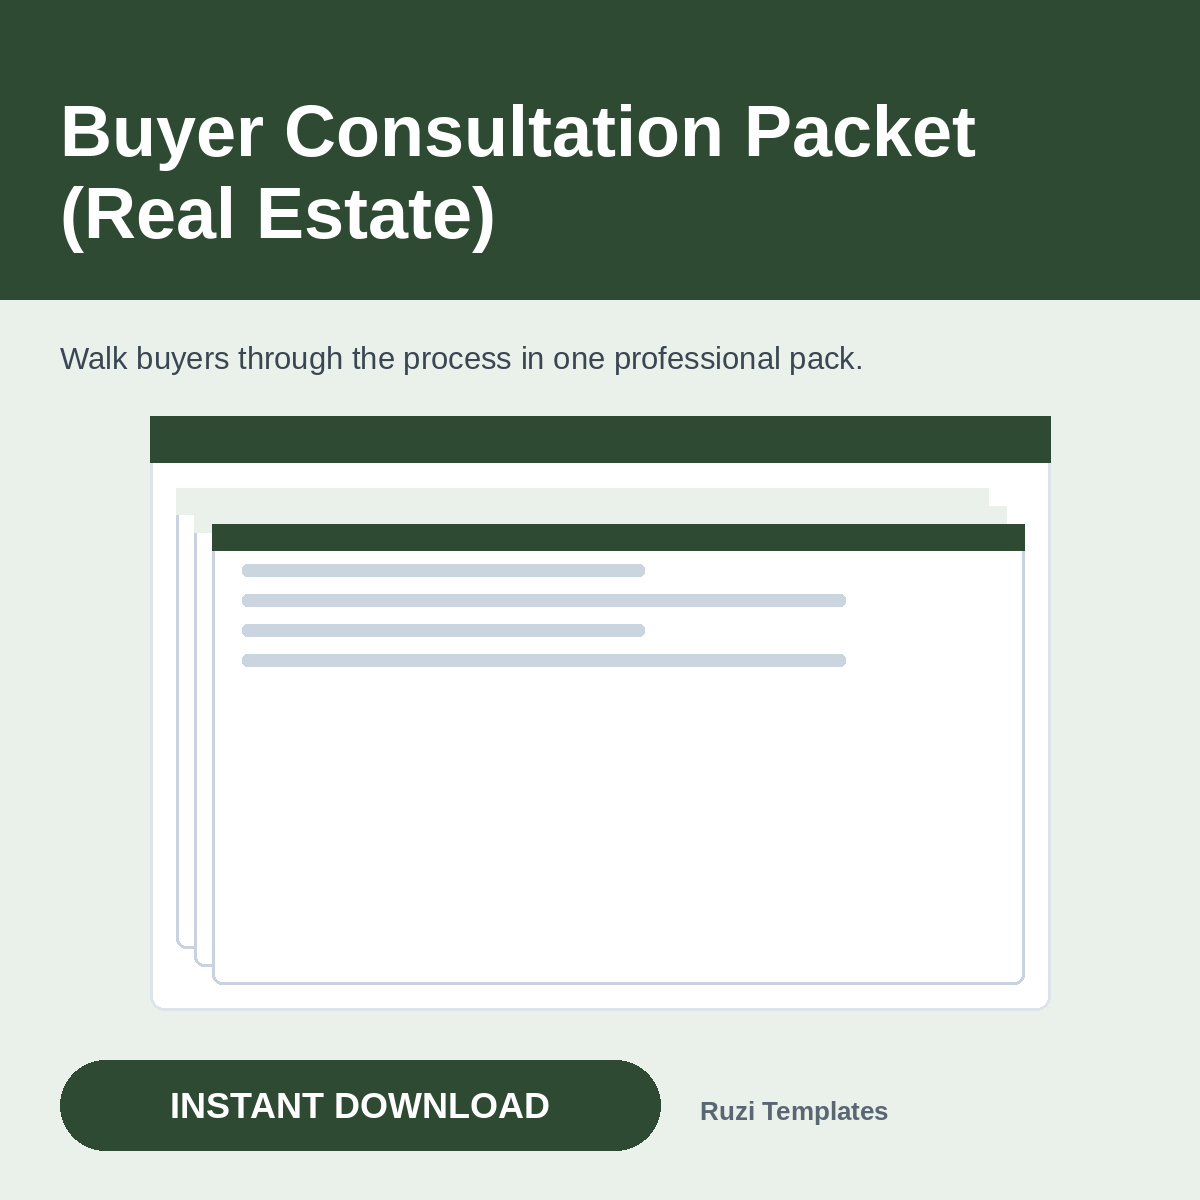 Buyer Consultation Packet
(Real Estate)
Walk buyers through the process in one professional pack.
INSTANT DOWNLOAD
Ruzi Templates